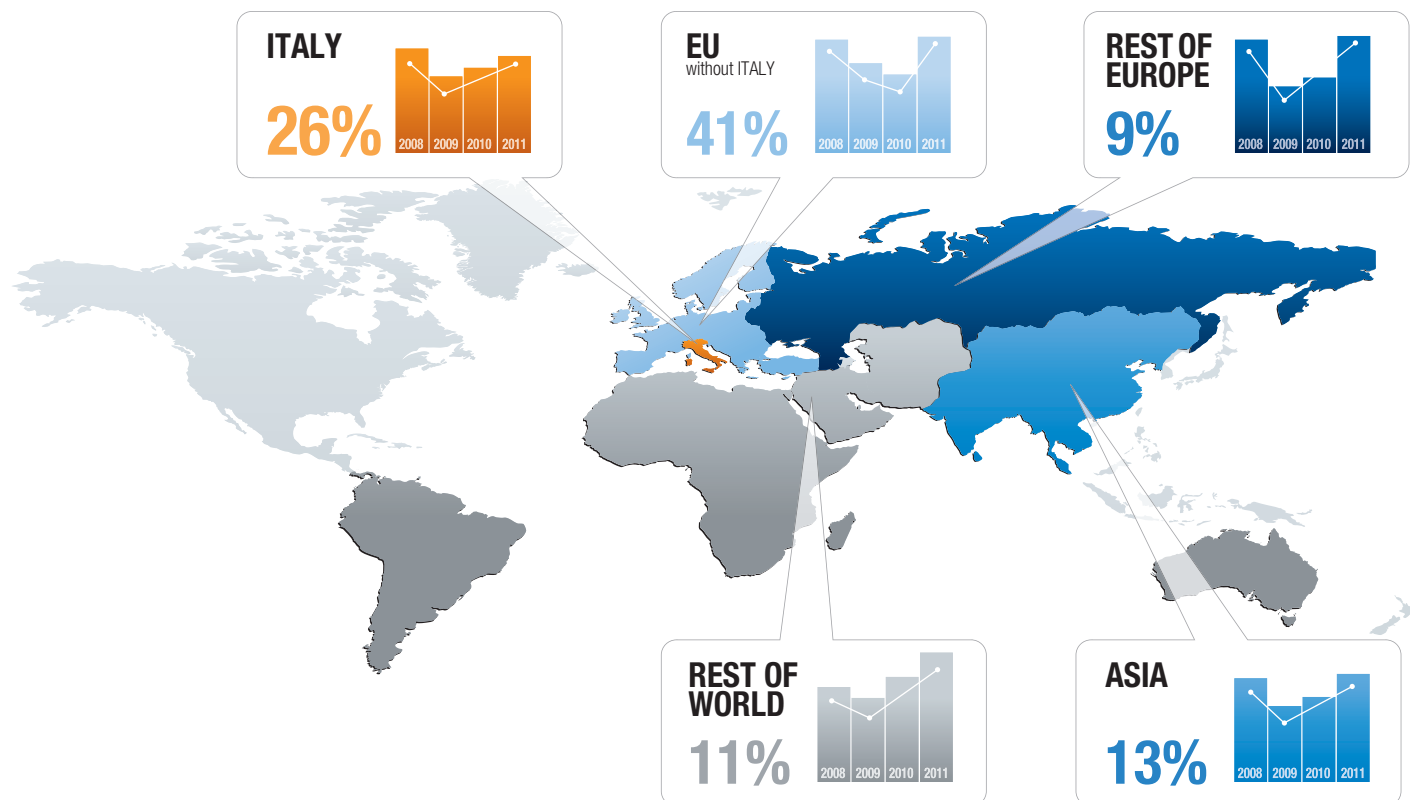 ITALY
26%
2008 2009 2010 2011
EU
without ITALY
41%
2008 2009 2010 2011
REST OF
EUROPE
9%
2008 2009 2010 2011
REST OF
WORLD
11%
2008 2009 2010 2011
ASIA
13%
2008 2009 2010 2011